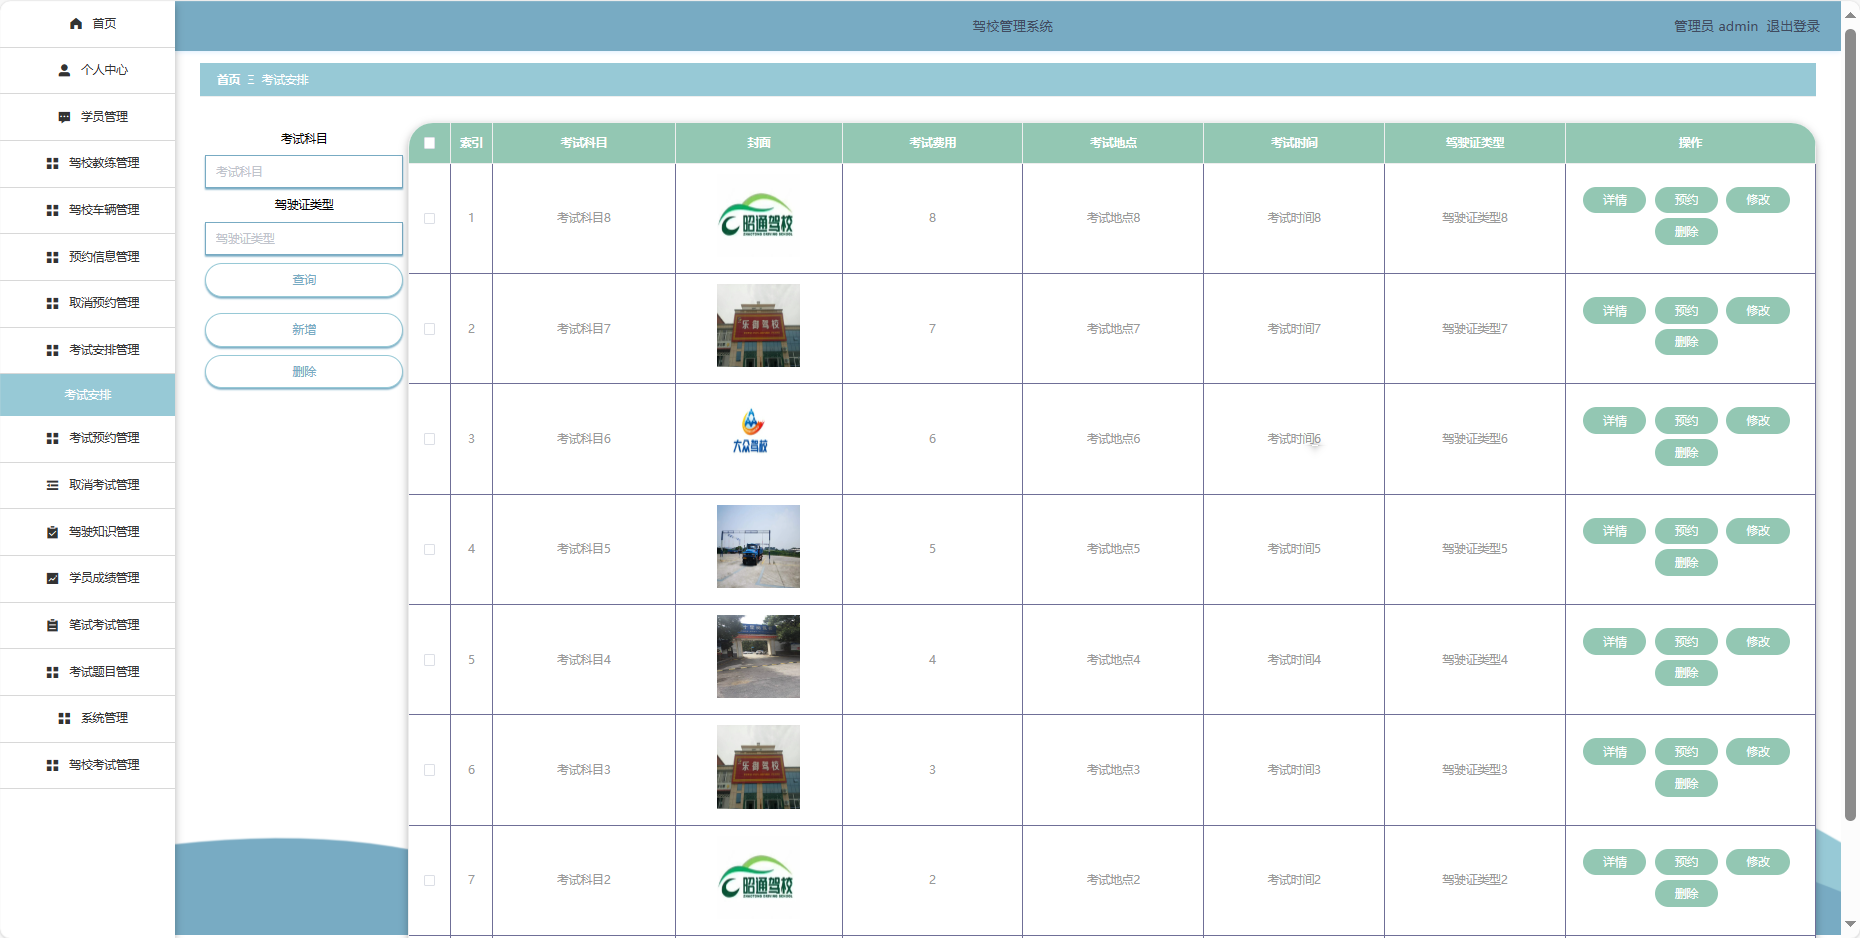 首页
个人中心
学员管理
驾校教练管理
驾校车辆管理
预约信息管理
取消预约管理
考试安排管理
考试安排
考试预约管理
取消考试管理
驾驶知识管理
学员成绩管理
笔试考试管理
考试题目管理
系统管理
驾校考试管理
驾校管理系统
管理员 admin 退出登录
首页 Ξ 考试安排
考试科目
考试科目
驾驶证类型
驾驶证类型
查询
新增
删除
索引 考试科目 封面 考试费用 考试地点 考试时间 驾驶证类型 操作
1 考试科目8 昭通驾校 8 考试地点8 考试时间8 驾驶证类型8 详情 预约 修改
删除
2 考试科目7 乐御驾校 7 考试地点7 考试时间7 驾驶证类型7 详情 预约 修改
删除
3 考试科目6 大众驾校 6 考试地点6 考试时间6 驾驶证类型6 详情 预约 修改
删除
4 考试科目5 5 考试地点5 考试时间5 驾驶证类型5 详情 预约 修改
删除
5 考试科目4 4 考试地点4 考试时间4 驾驶证类型4 详情 预约 修改
删除
6 考试科目3 乐御驾校 3 考试地点3 考试时间3 驾驶证类型3 详情 预约 修改
删除
7 考试科目2 昭通驾校 2 考试地点2 考试时间2 驾驶证类型2 详情 预约 修改
删除